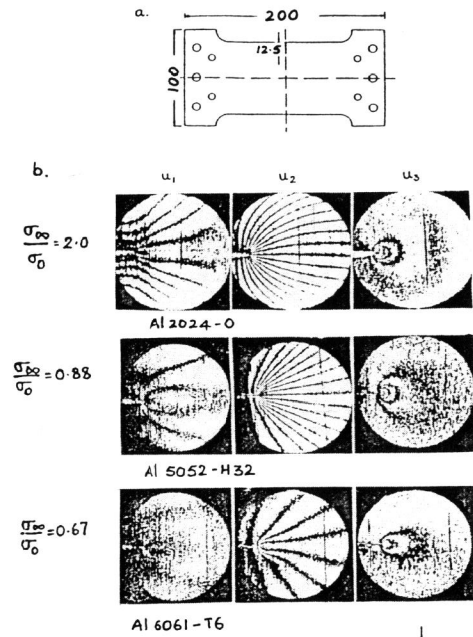 a.
200
12.5
100
b.
u₁ u₂ u₃
σ∞/σ₀ = 2.0
Al 2024-O
σ∞/σ₀ = 0.88
Al 5052-H32
σ∞/σ₀ = 0.67
Al 6061-T6